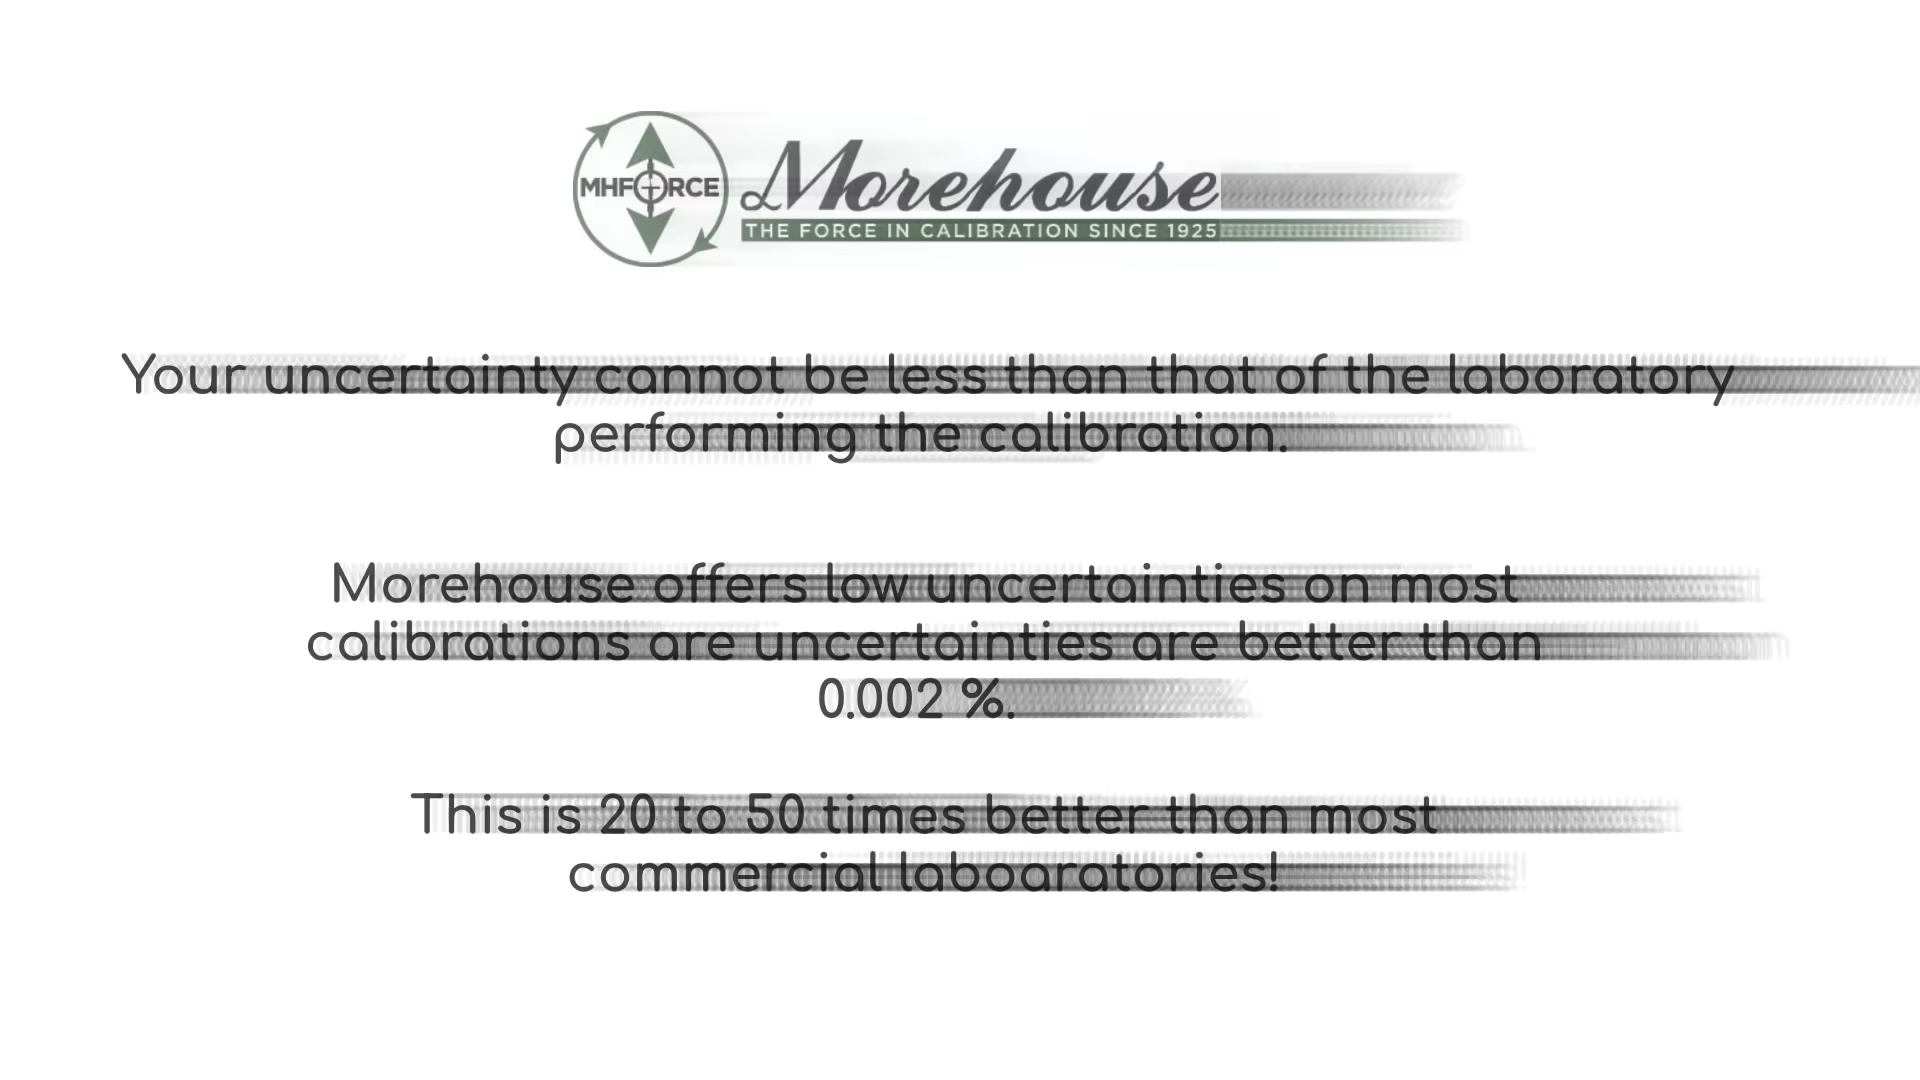 MHFORCE
Morehouse
THE FORCE IN CALIBRATION SINCE 1925
Your uncertainty cannot be less than that of the laboratory
performing the calibration.
Morehouse offers low uncertainties on most
calibrations are uncertainties are better than
0.002 %.
This is 20 to 50 times better than most
commercial laboaratories!